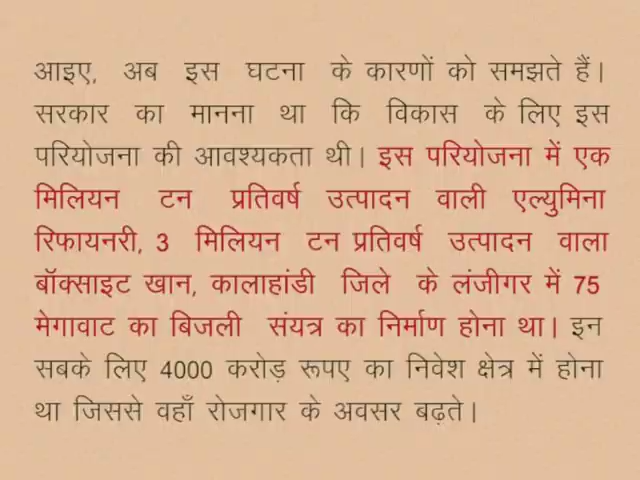 आइए, अब इस घटना के कारणों को समझते हैं।
सरकार का मानना था कि विकास के लिए इस
परियोजना की आवश्यकता थी। इस परियोजना में एक
मिलियन टन प्रतिवर्ष उत्पादन वाली एल्युमिना
रिफायनरी, 3 मिलियन टन प्रतिवर्ष उत्पादन वाला
बॉक्साइट खान, कालाहांडी जिले के लंजीगर में 75
मेगावाट का बिजली संयत्र का निर्माण होना था। इन
सबके लिए 4000 करोड़ रूपए का निवेश क्षेत्र में होना
था जिससे वहाँ रोजगार के अवसर बढ़ते।